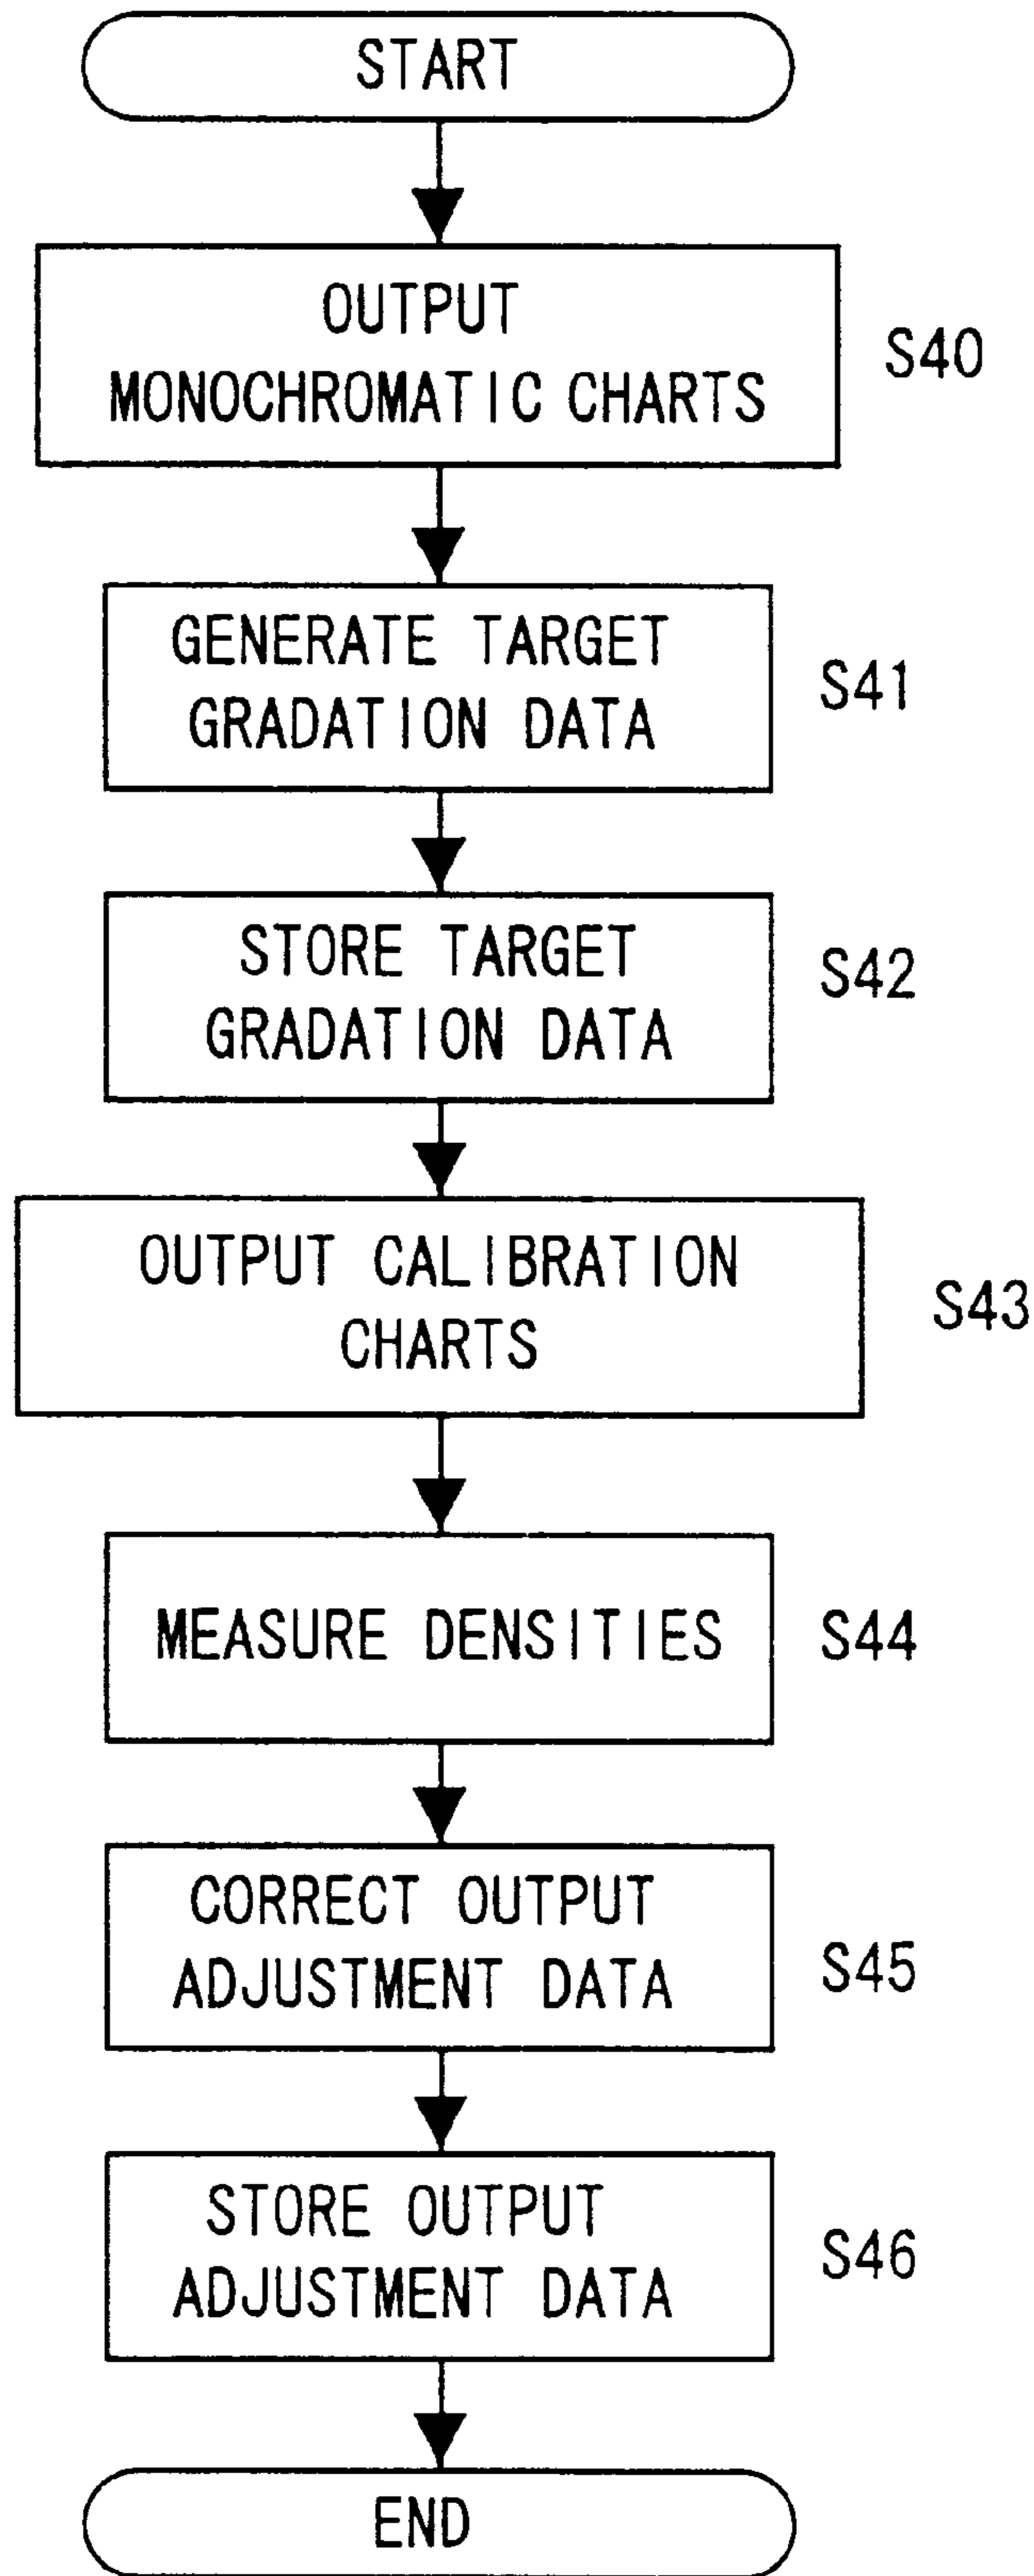 START
OUTPUT
MONOCHROMATIC CHARTS
S40
GENERATE TARGET
GRADATION DATA
S41
STORE TARGET
GRADATION DATA
S42
OUTPUT CALIBRATION
CHARTS
S43
MEASURE DENSITIES
S44
CORRECT OUTPUT
ADJUSTMENT DATA
S45
STORE OUTPUT
ADJUSTMENT DATA
S46
END